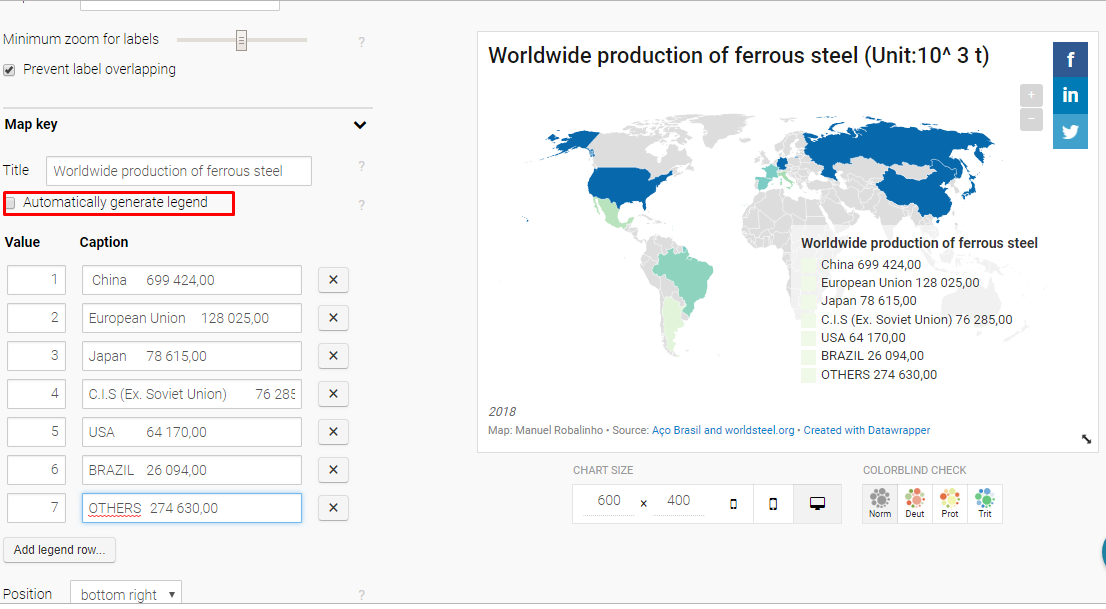 Minimum zoom for labels
?
Prevent label overlapping
Map key
Title Worldwide production of ferrous steel ?
Automatically generate legend ?
Value Caption
1 China 699 424,00 ×
2 European Union 128 025,00 ×
3 Japan 78 615,00 ×
4 C.I.S (Ex. Soviet Union) 76 285 ×
5 USA 64 170,00 ×
6 BRAZIL 26 094,00 ×
7 OTHERS 274 630,00 ×
Add legend row...
Position bottom right ▼ ?
Worldwide production of ferrous steel (Unit:10^ 3 t)
f
in
+
−
Worldwide production of ferrous steel
China 699 424,00
European Union 128 025,00
Japan 78 615,00
C.I.S (Ex. Soviet Union) 76 285,00
USA 64 170,00
BRAZIL 26 094,00
OTHERS 274 630,00
2018
Map: Manuel Robalinho • Source: Aço Brasil and worldsteel.org • Created with Datawrapper
CHART SIZE
600 x 400
COLORBLIND CHECK
Norm Deut Prot Trit